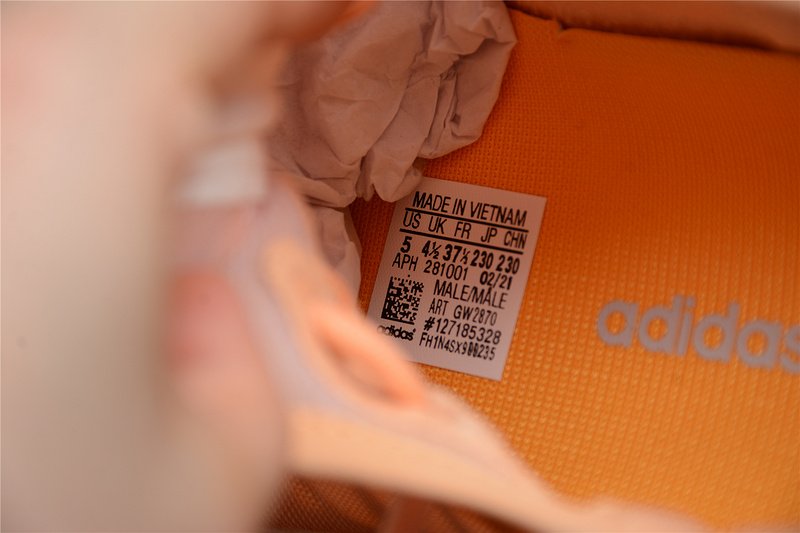 MADE IN VIETNAM
US UK FR JP CHN
5 4½ 37⅓ 230 230
APH 281001 02/21
MALE/MÂLE
ART GW2870
#127185328
adidas
adidas